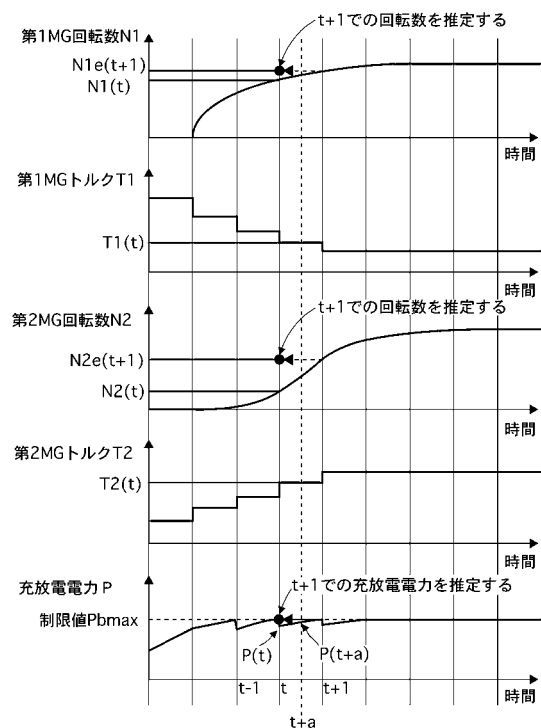 t+1での回転数を推定する
第1MG回転数N1
N1e(t+1)
N1(t)
時間
第1MGトルクT1
T1(t)
時間
t+1での回転数を推定する
第2MG回転数N2
N2e(t+1)
N2(t)
時間
第2MGトルクT2
T2(t)
時間
充放電電力P
t+1での充放電電力を推定する
制限値Pbmax
P(t)
P(t+a)
t-1
t
t+1
時間
t+a